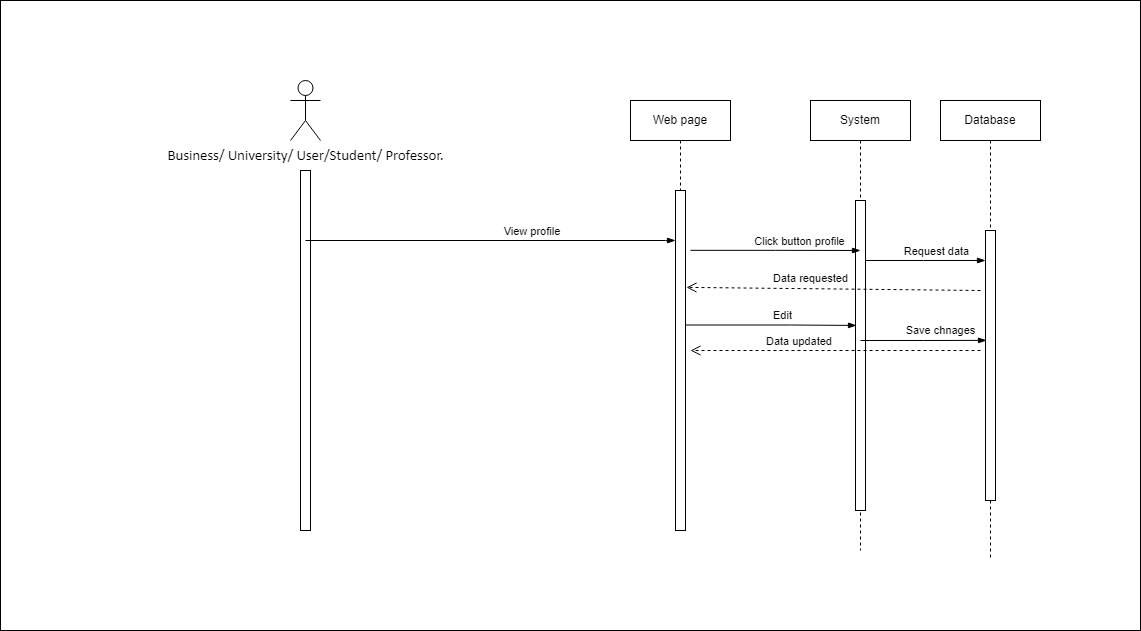 Web page
System
Database
Business/ University/ User/Student/ Professor.
View profile
Click button profile
Request data
Data requested
Edit
Save chnages
Data updated